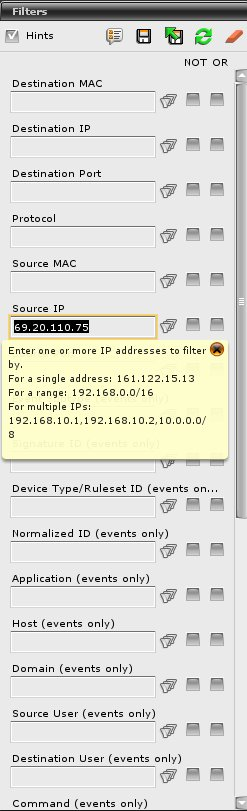 Filters
Hints
NOT OR
Destination MAC
Destination IP
Destination Port
Protocol
Source MAC
Source IP
69.20.110.75
Enter one or more IP addresses to filter
by.
For a single address: 161.122.15.13
For a range: 192.168.0.0/16
For multiple IPs:
192.168.10.1,192.168.10.2,10.0.0.0/
8
Signature ID (events only)
Device Type/Ruleset ID (events on...
Normalized ID (events only)
Application (events only)
Host (events only)
Domain (events only)
Source User (events only)
Destination User (events only)
Command (events only)